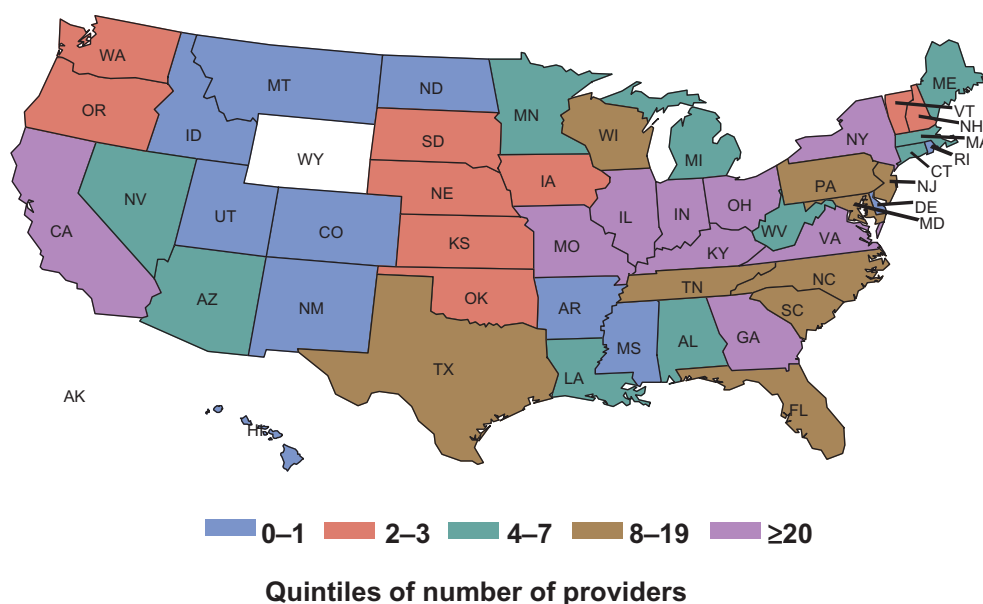 WA
ME
MT
ND
VT
OR
MN
NH
ID
WI
NY
MA
SD
WY
MI
RI
CT
IA
PA
NJ
NE
NV
OH
DE
UT
IL
IN
MD
CO
CA
WV
VA
KS
MO
KY
NC
TN
AZ
OK
NM
AR
SC
GA
MS
AL
TX
LA
AK
FL
HI
0–1
2–3
4–7
8–19
≥20
Quintiles of number of providers